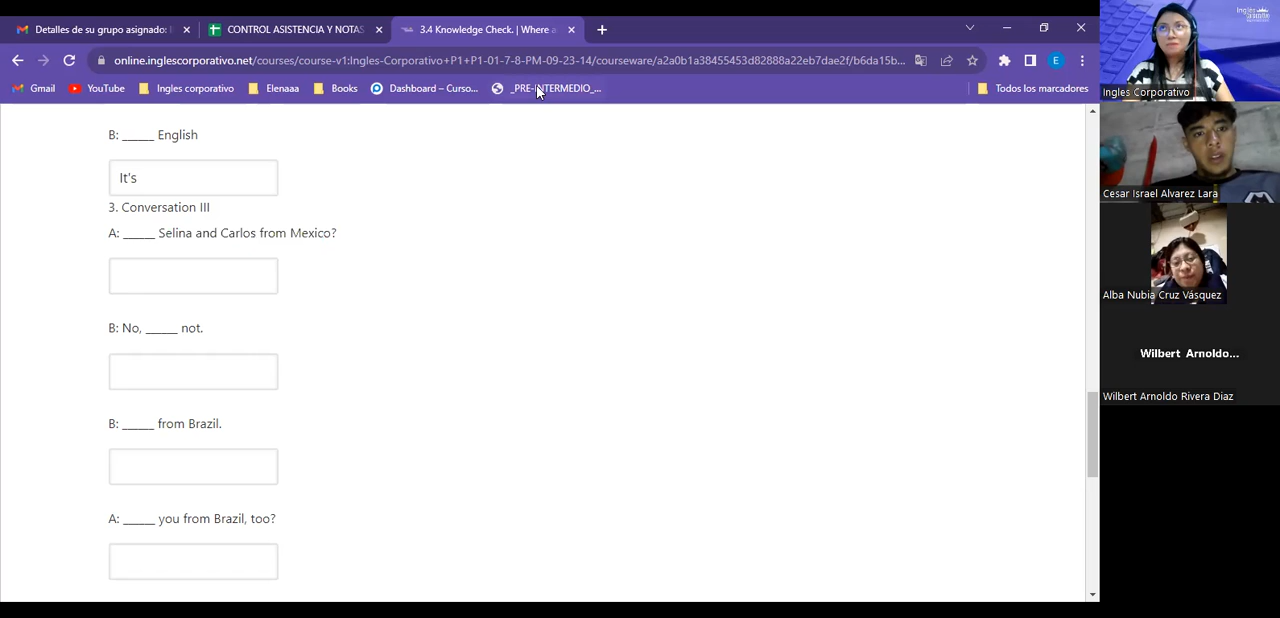 Detalles de su grupo asignado:
CONTROL ASISTENCIA Y NOTAS
3.4 Knowledge Check. | Where a
online.inglescorporativo.net/courses/course-v1:Ingles-Corporativo+P1+P1-01-7-8-PM-09-23-14/courseware/a2a0b1a38455453d82888a22eb7dae2f/b6da15b...
E
Gmail
YouTube
Ingles corporativo
Elenaaa
Books
Dashboard – Curso...
_PRE-INTERMEDIO_...
Todos los marcadores
B: _____ English
It's
3. Conversation III
A: _____ Selina and Carlos from Mexico?
B: No, _____ not.
B: _____ from Brazil.
A: _____ you from Brazil, too?
Ingles Corporativo
Cesar Israel Alvarez Lara
Alba Nubia Cruz Vásquez
Wilbert Arnoldo...
Wilbert Arnoldo Rivera Diaz